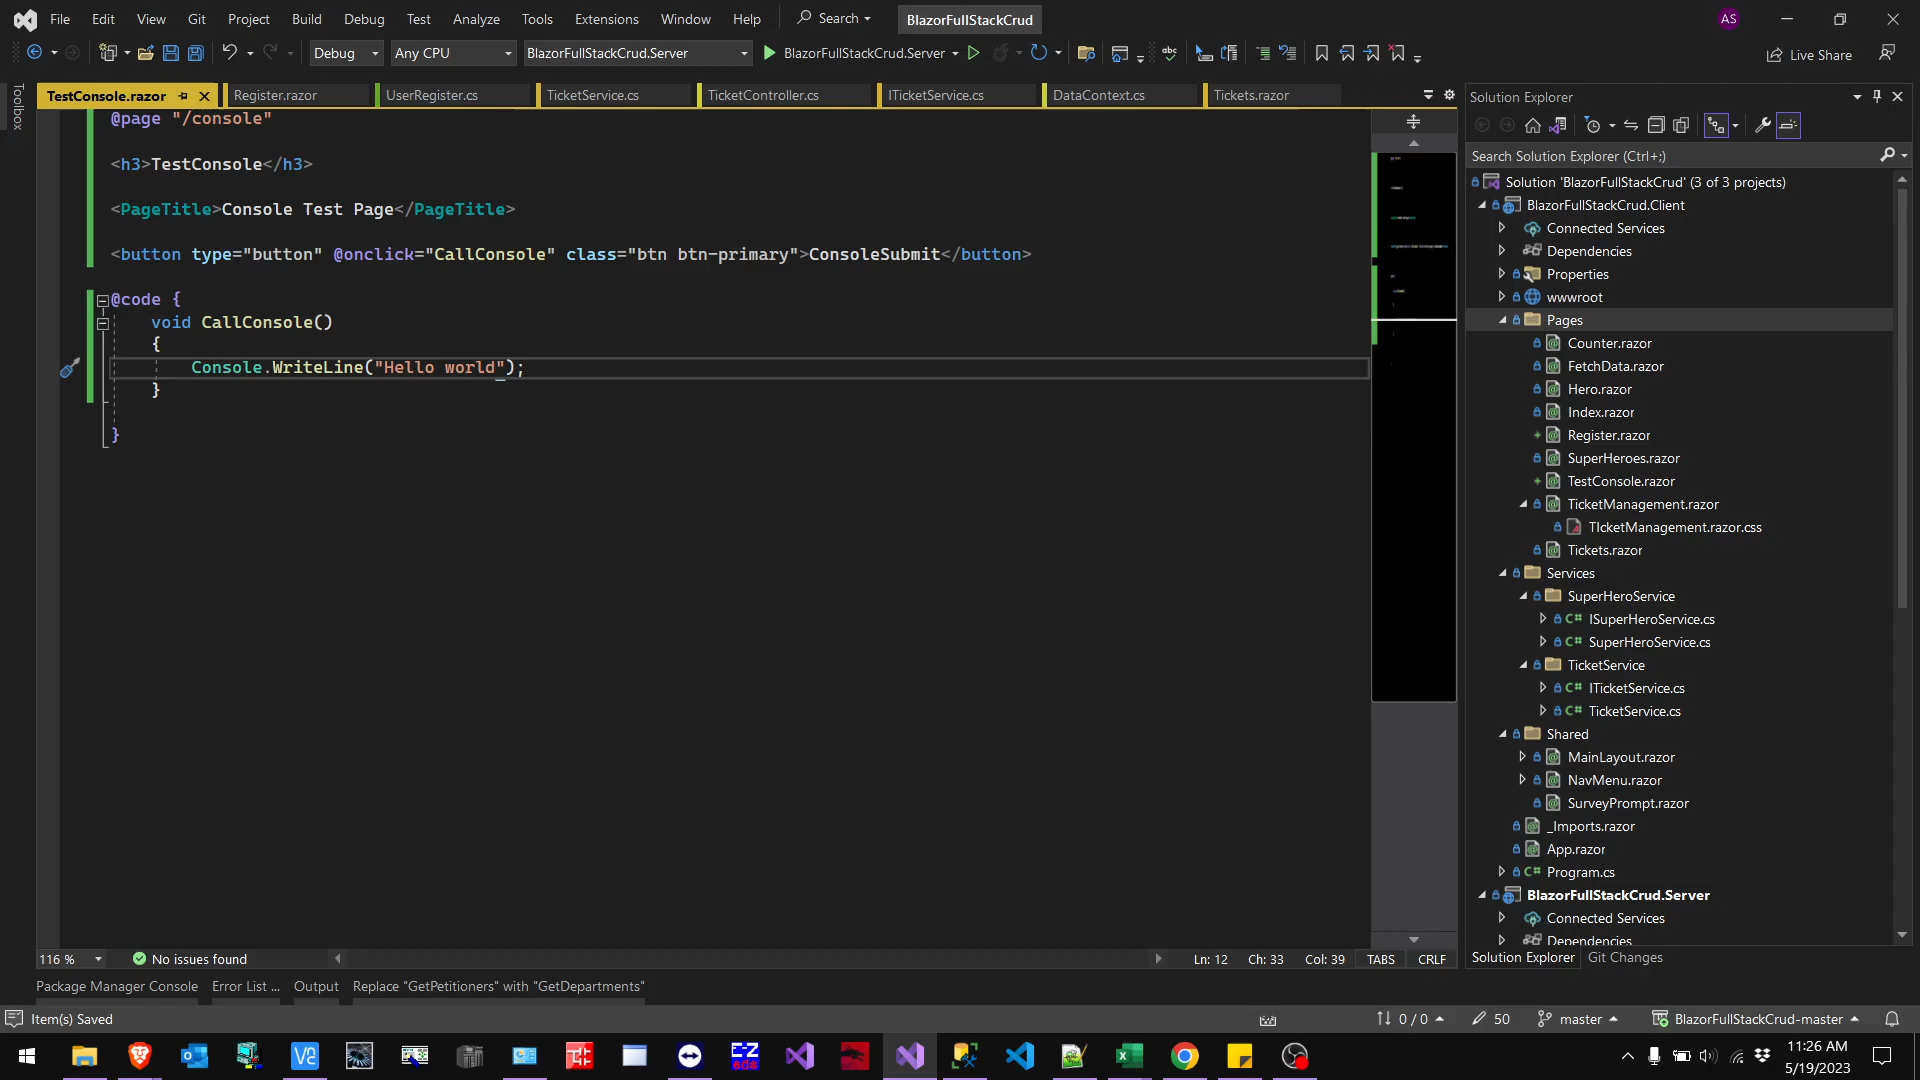 File Edit View Git Project Build Debug Test Analyze Tools Extensions Window Help Search BlazorFullStackCrud AS
Debug Any CPU BlazorFullStackCrud.Server BlazorFullStackCrud.Server Live Share
Toolbox
TestConsole.razor Register.razor UserRegister.cs TicketService.cs TicketController.cs ITicketService.cs DataContext.cs Tickets.razor
@page "/console"
<h3>TestConsole</h3>
<PageTitle>Console Test Page</PageTitle>
<button type="button" @onclick="CallConsole" class="btn btn-primary">ConsoleSubmit</button>
@code {
void CallConsole()
{
Console.WriteLine("Hello world");
}
}
116 % No issues found Ln: 12 Ch: 33 Col: 39 TABS CRLF
Package Manager Console Error List ... Output Replace "GetPetitioners" with "GetDepartments"
Solution Explorer
Search Solution Explorer (Ctrl+;)
Solution 'BlazorFullStackCrud' (3 of 3 projects)
BlazorFullStackCrud.Client
Connected Services
Dependencies
Properties
wwwroot
Pages
Counter.razor
FetchData.razor
Hero.razor
Index.razor
Register.razor
SuperHeroes.razor
TestConsole.razor
TicketManagement.razor
TIcketManagement.razor.css
Tickets.razor
Services
SuperHeroService
ISuperHeroService.cs
SuperHeroService.cs
TicketService
ITicketService.cs
TicketService.cs
Shared
MainLayout.razor
NavMenu.razor
SurveyPrompt.razor
_Imports.razor
App.razor
Program.cs
BlazorFullStackCrud.Server
Connected Services
Dependencies
Solution Explorer Git Changes
Item(s) Saved 0 / 0 50 master BlazorFullStackCrud-master
11:26 AM
5/19/2023